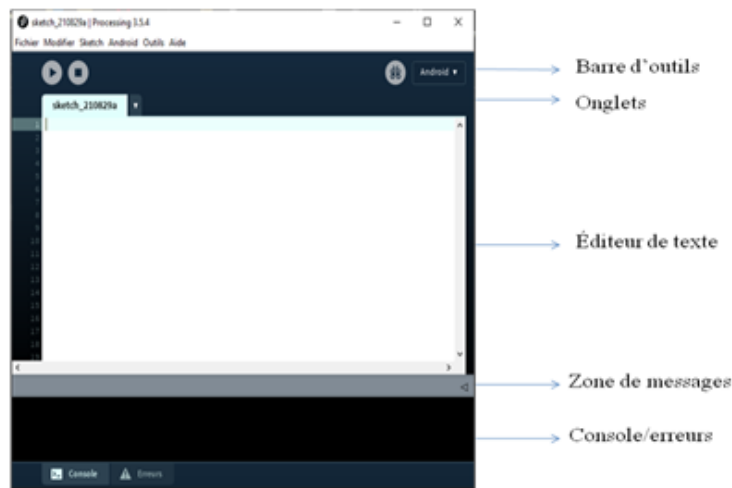 sketch_210829a | Processing 3.5.4
Fichier Modifier Sketch Android Outils Aide
Android
Barre d'outils
sketch_210829a
Onglets
1
2
3
4
5
6
7
8
9
10
11
12
13
14
15
16
17
18
19
Éditeur de texte
Zone de messages
Console/erreurs
Console Erreurs